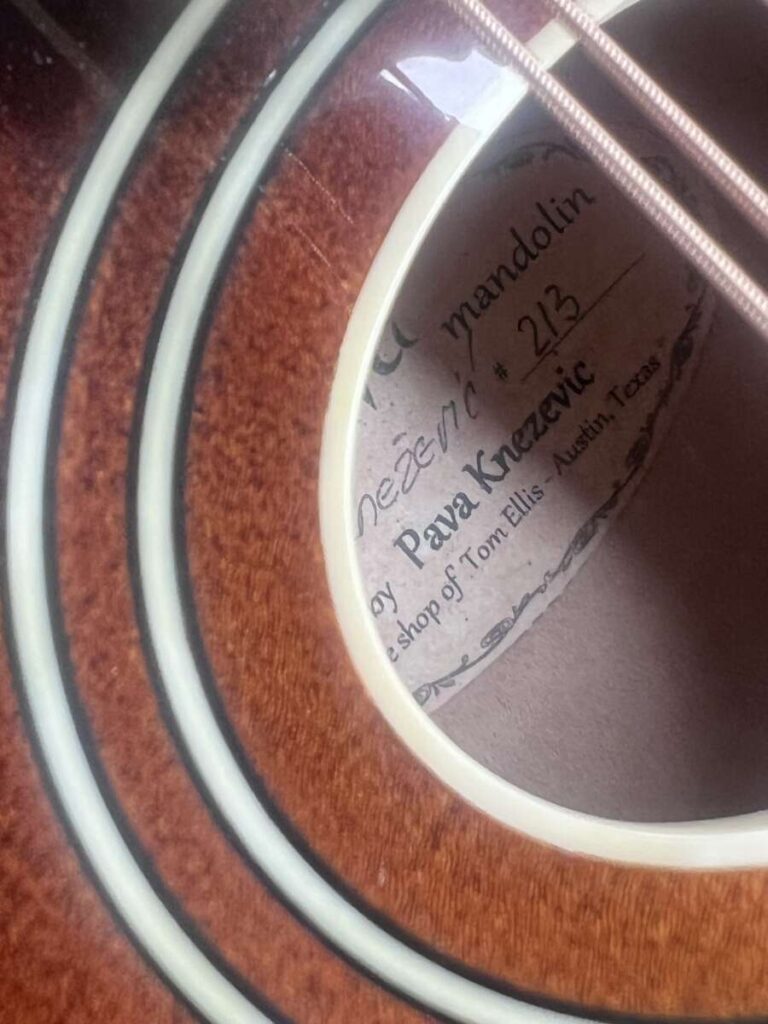 mandolin
# 213
Pava Knezevic
shop of Tom Ellis - Austin, Texas